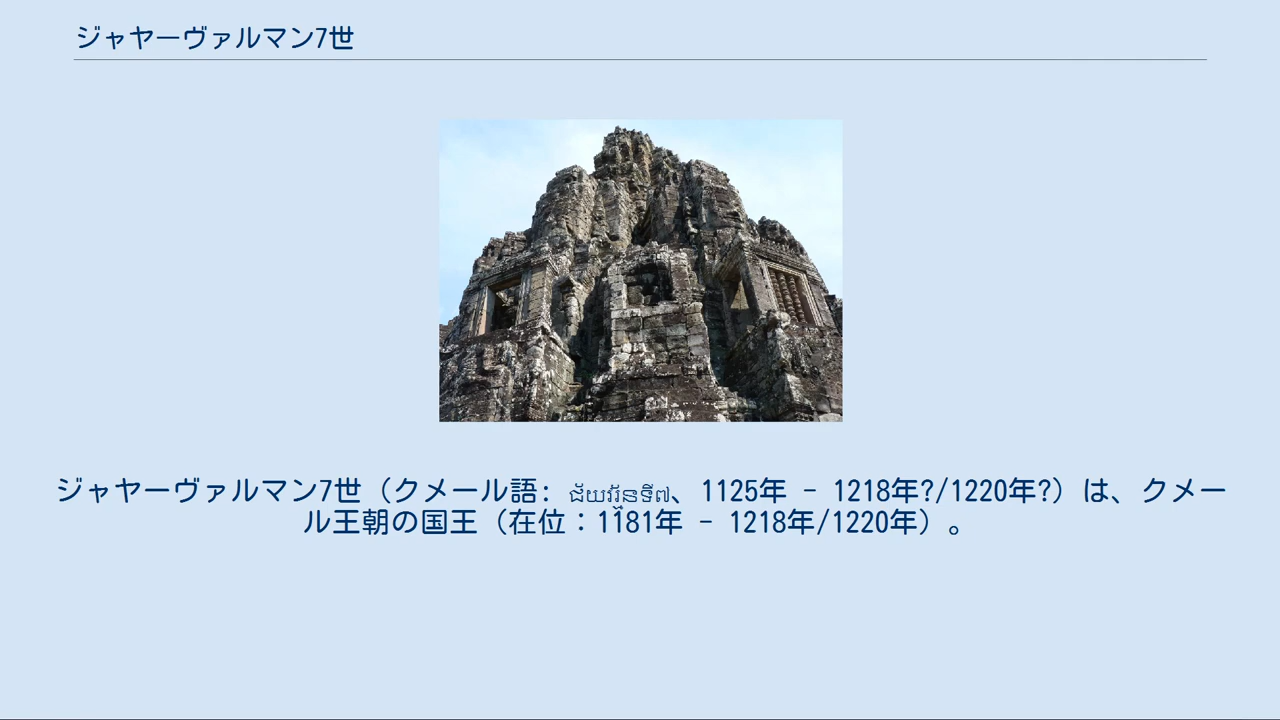 ジャヤーヴァルマン7世
ジャヤーヴァルマン7世（クメール語: ជ័យវរ្ម័នទី៧、1125年 - 1218年?/1220年?）は、クメー
ル王朝の国王（在位：1181年 - 1218年/1220年）。